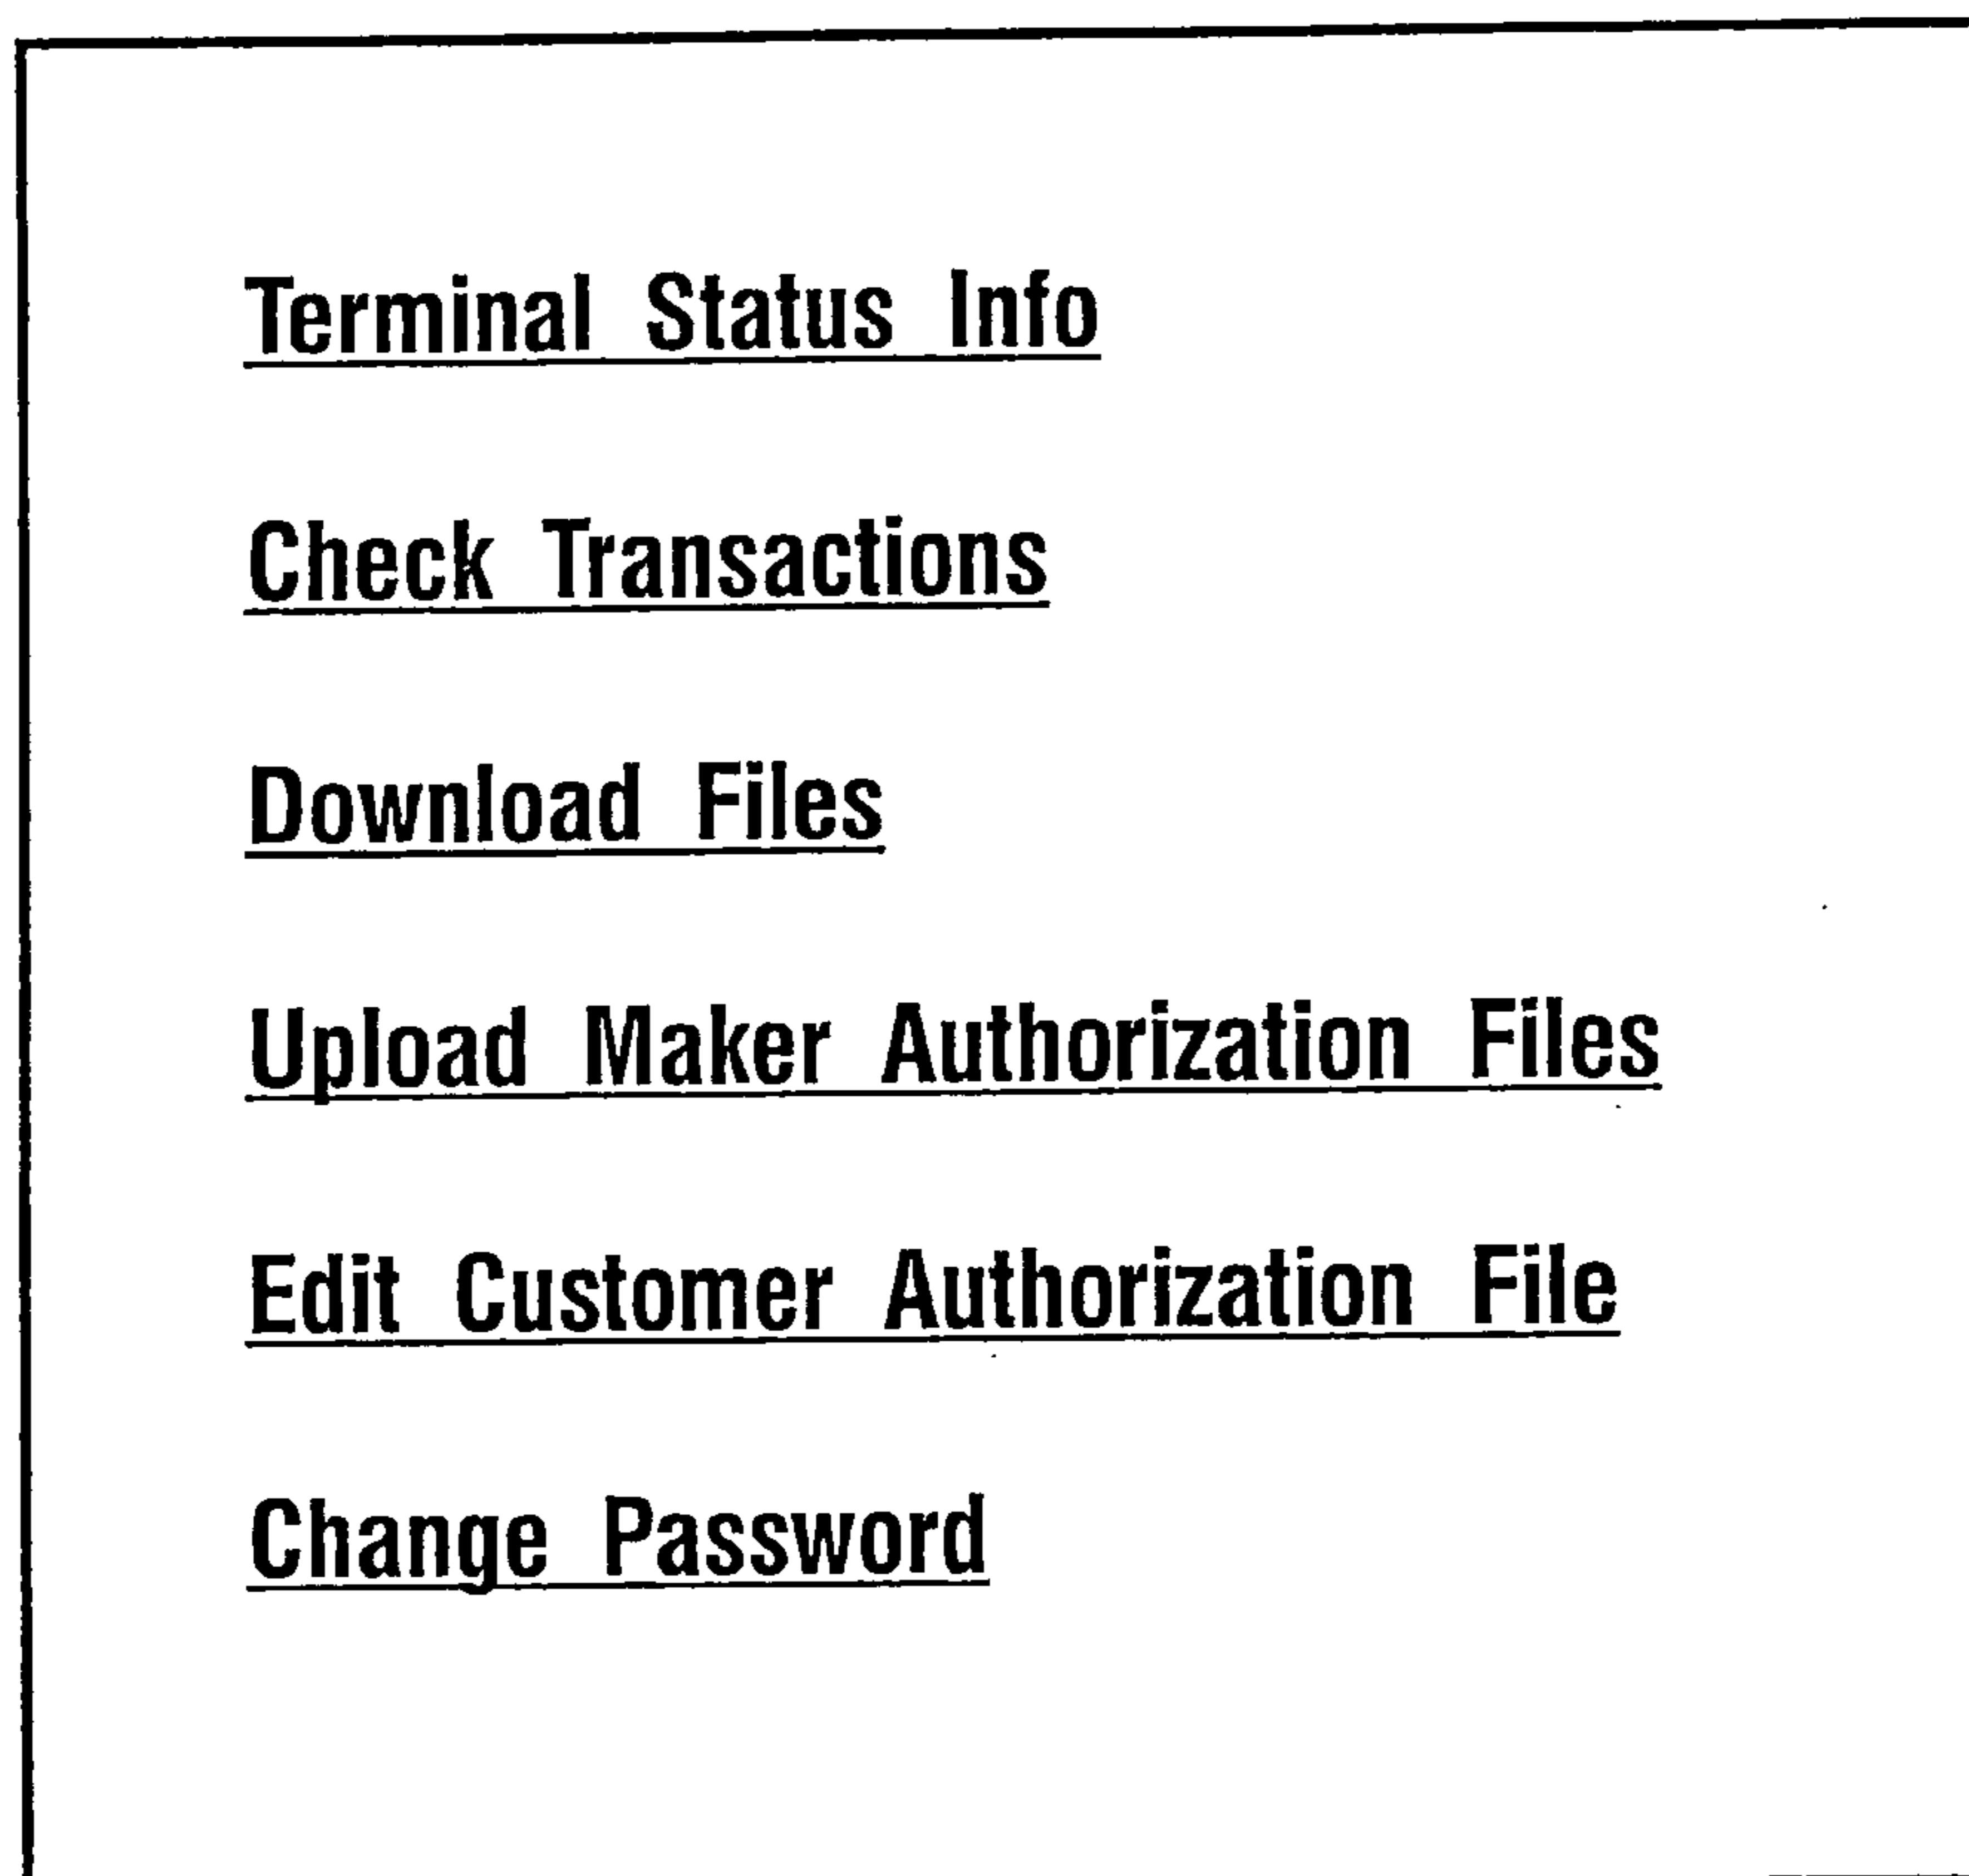 Terminal Status Info
Check Transactions
Download Files
Upload Maker Authorization Files
Edit Customer Authorization File
Change Password